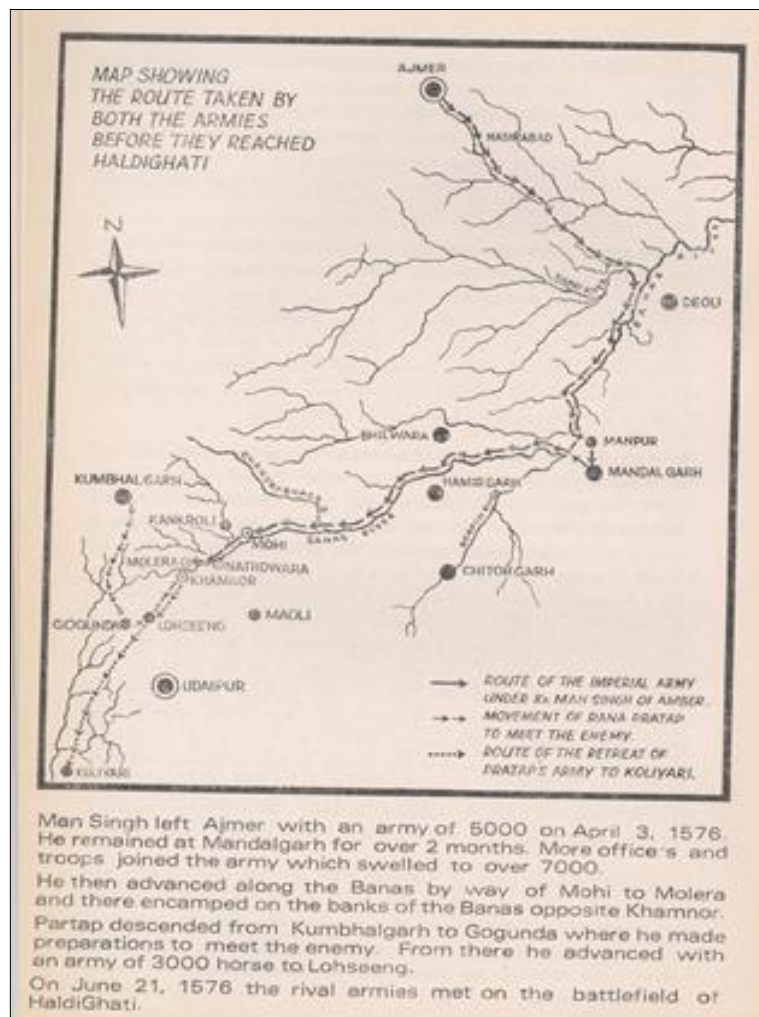 MAP SHOWING
THE ROUTE TAKEN BY
BOTH THE ARMIES
BEFORE THEY REACHED
HALDIGHATI
AJMER
NASIRABAD
N
DEOLI
BHILWARA
MANPUR
MANDALGARH
HAMIRGARH
KUMBHALGARH
KANKROLI
MOHI
BANAS RIVER
MOLERA
NATHDWARA
KHAMNOR
CHITORGARH
GOGUNDA
LOHSEENG
MAOLI
UDAIPUR
KOLIYARI
ROUTE OF THE IMPERIAL ARMY
UNDER Kr. MAN SINGH OF AMBER.
MOVEMENT OF RANA PRATAP
TO MEET THE ENEMY.
ROUTE OF THE RETREAT OF
PRATAP'S ARMY TO KOLIYARI.
Man Singh left Ajmer with an army of 5000 on April 3, 1576.
He remained at Mandalgarh for over 2 months. More office's and
troops joined the army which swelled to over 7000.
He then advanced along the Banas by way of Mohi to Molera
and there encamped on the banks of the Banas opposite Khamnor.
Partap descended from Kumbhalgarh to Gogunda where he made
preparations to meet the enemy. From there he advanced with
an army of 3000 horse to Lohseeng.
On June 21, 1576 the rival armies met on the battlefield of
HaldiGhati.